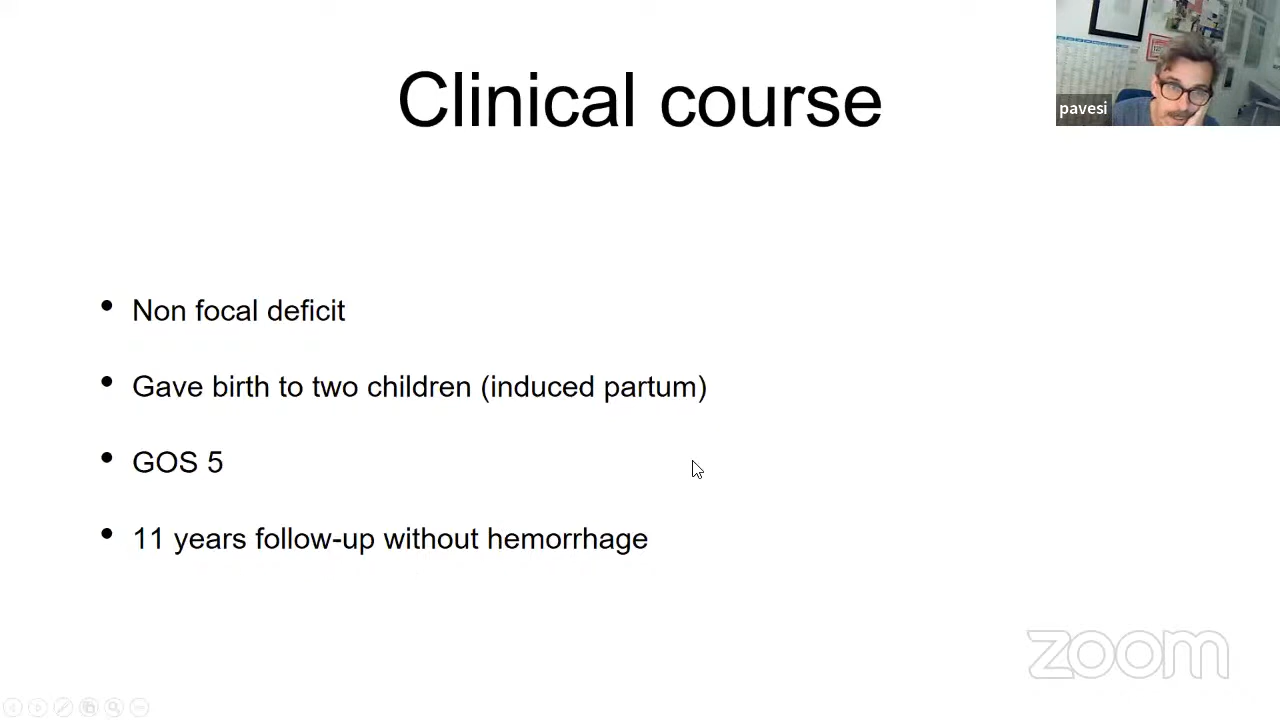 Clinical course
pavesi
• Non focal deficit
• Gave birth to two children (induced partum)
• GOS 5
• 11 years follow-up without hemorrhage
zoom